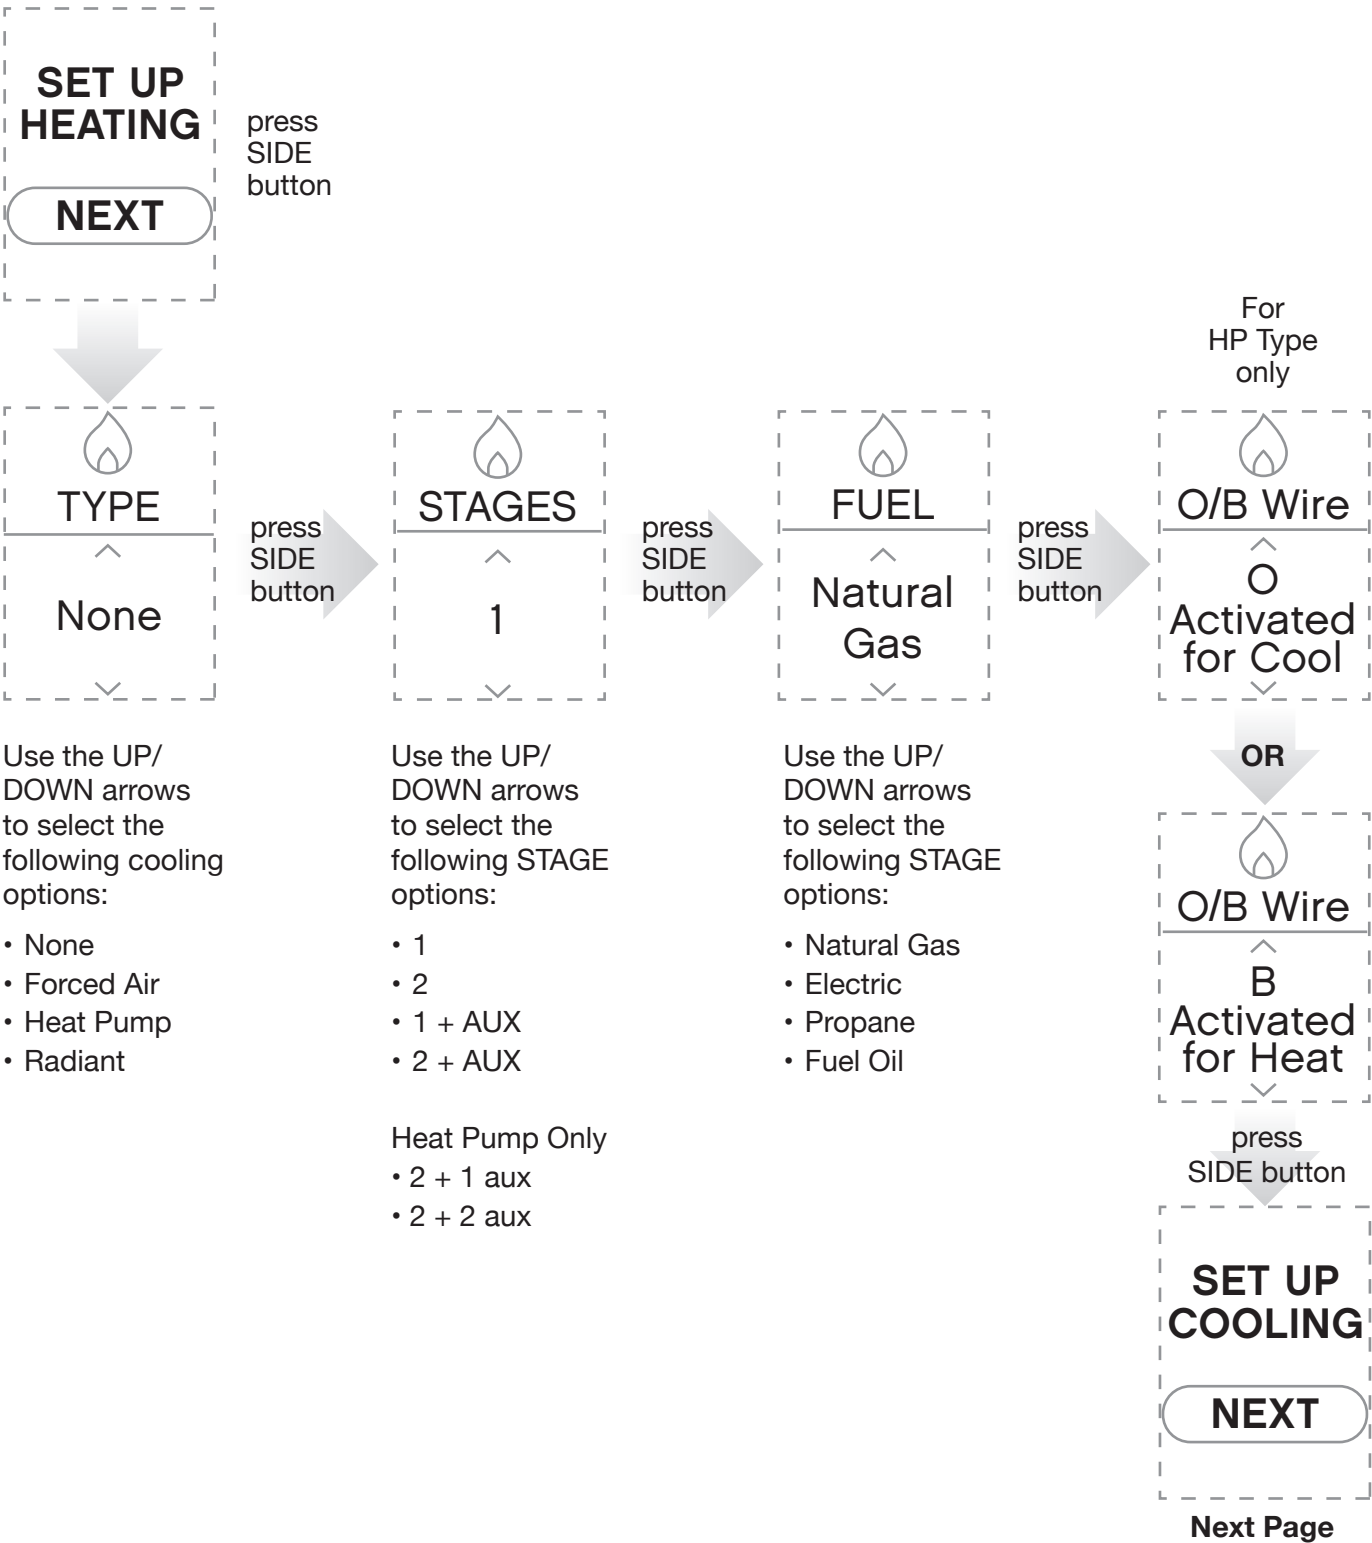 SET UP
HEATING
NEXT
press
SIDE
button
TYPE
None
press
SIDE
button
STAGES
1
press
SIDE
button
FUEL
Natural
Gas
press
SIDE
button
For
HP Type
only
O/B Wire
O
Activated
for Cool
Use the UP/
DOWN arrows
to select the
following cooling
options:
• None
• Forced Air
• Heat Pump
• Radiant
Use the UP/
DOWN arrows
to select the
following STAGE
options:
• 1
• 2
• 1 + AUX
• 2 + AUX
Heat Pump Only
• 2 + 1 aux
• 2 + 2 aux
Use the UP/
DOWN arrows
to select the
following STAGE
options:
• Natural Gas
• Electric
• Propane
• Fuel Oil
OR
O/B Wire
B
Activated
for Heat
press
SIDE button
SET UP
COOLING
NEXT
Next Page